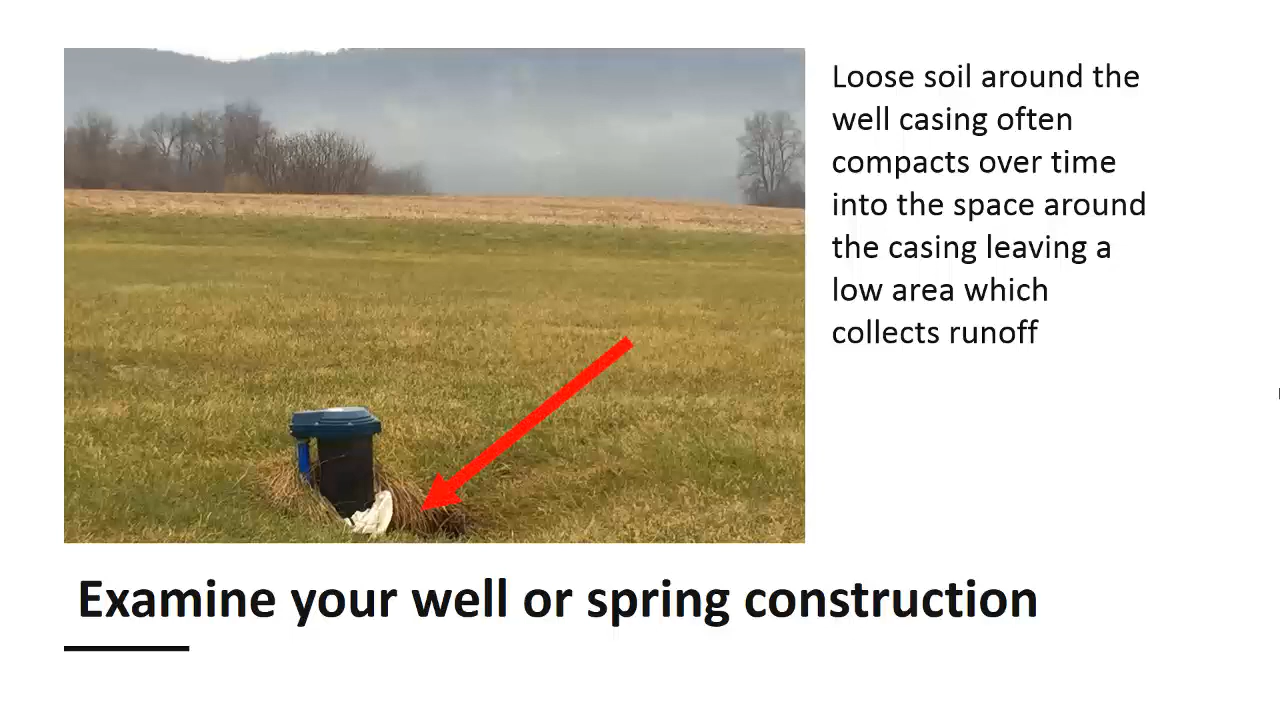 Loose soil around the
well casing often
compacts over time
into the space around
the casing leaving a
low area which
collects runoff
Examine your well or spring construction